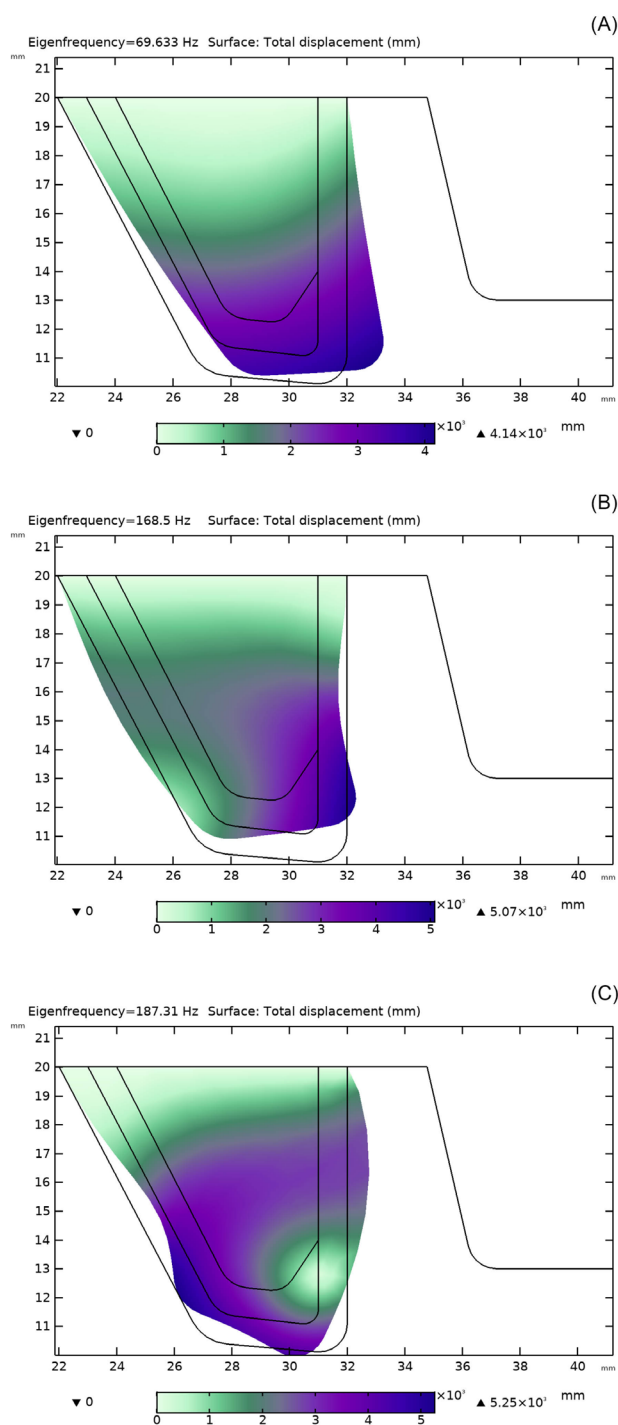 (A)
Eigenfrequency=69.633 Hz Surface: Total displacement (mm)
mm
21
20
19
18
17
16
15
14
13
12
11
22 24 26 28 30 32 34 36 38 40 mm
▼ 0
×10³
▲ 4.14×10³ mm
0 1 2 3 4
(B)
Eigenfrequency=168.5 Hz Surface: Total displacement (mm)
mm
21
20
19
18
17
16
15
14
13
12
11
22 24 26 28 30 32 34 36 38 40 mm
▼ 0
×10³
▲ 5.07×10³ mm
0 1 2 3 4 5
(C)
Eigenfrequency=187.31 Hz Surface: Total displacement (mm)
mm
21
20
19
18
17
16
15
14
13
12
11
22 24 26 28 30 32 34 36 38 40 mm
▼ 0
×10³
▲ 5.25×10³ mm
0 1 2 3 4 5